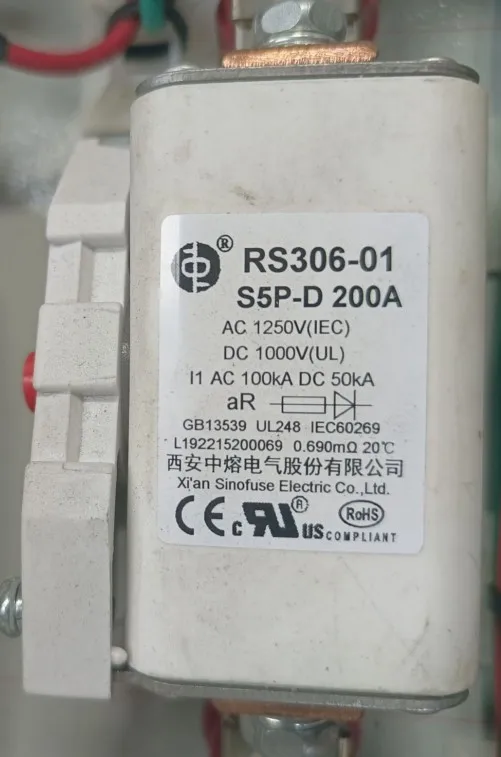 ® RS306-01
S5P-D 200A
AC 1250V(IEC)
DC 1000V(UL)
I1 AC 100kA DC 50kA
aR
GB13539 UL248 IEC60269
L192215200069 0.690mΩ 20℃
西安中熔电气股份有限公司
Xi'an Sinofuse Electric Co.,Ltd.
CE c RU ® US RoHS
COMPLIANT